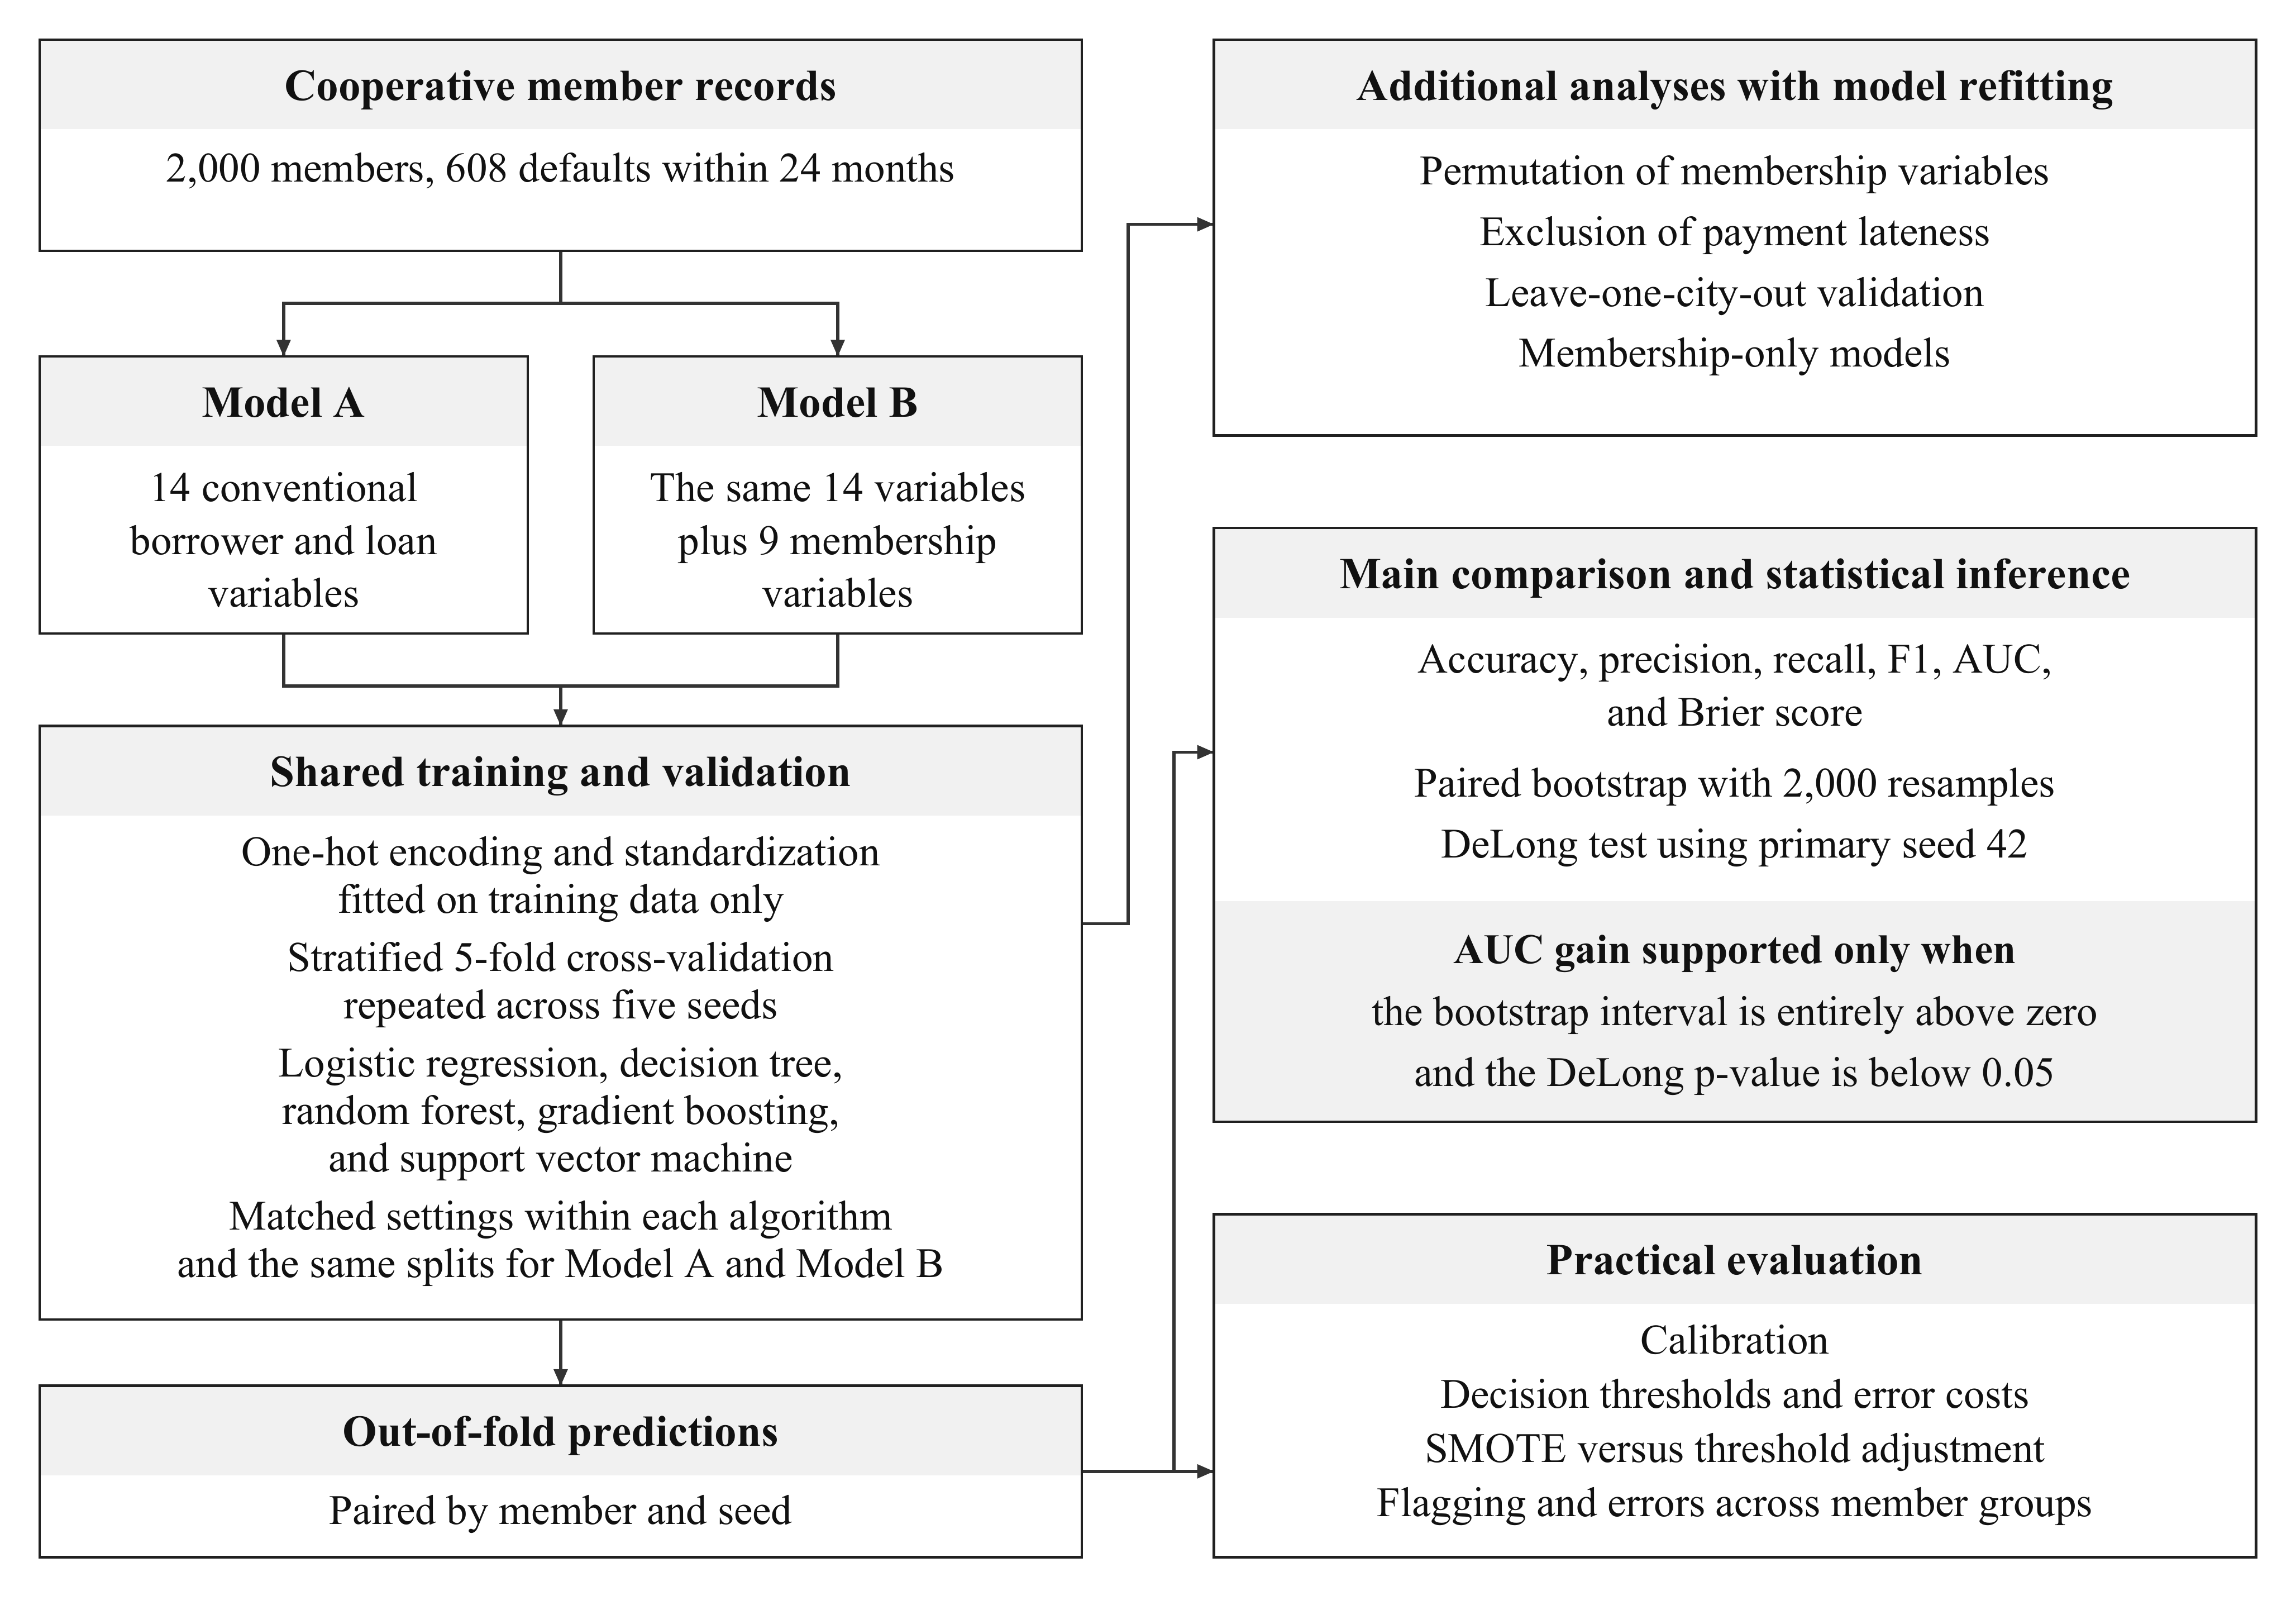 Cooperative member records
2,000 members, 608 defaults within 24 months
Model A
14 conventional
borrower and loan
variables
Model B
The same 14 variables
plus 9 membership
variables
Shared training and validation
One-hot encoding and standardization
fitted on training data only
Stratified 5-fold cross-validation
repeated across five seeds
Logistic regression, decision tree,
random forest, gradient boosting,
and support vector machine
Matched settings within each algorithm
and the same splits for Model A and Model B
Out-of-fold predictions
Paired by member and seed
Additional analyses with model refitting
Permutation of membership variables
Exclusion of payment lateness
Leave-one-city-out validation
Membership-only models
Main comparison and statistical inference
Accuracy, precision, recall, F1, AUC,
and Brier score
Paired bootstrap with 2,000 resamples
DeLong test using primary seed 42
AUC gain supported only when
the bootstrap interval is entirely above zero
and the DeLong p-value is below 0.05
Practical evaluation
Calibration
Decision thresholds and error costs
SMOTE versus threshold adjustment
Flagging and errors across member groups